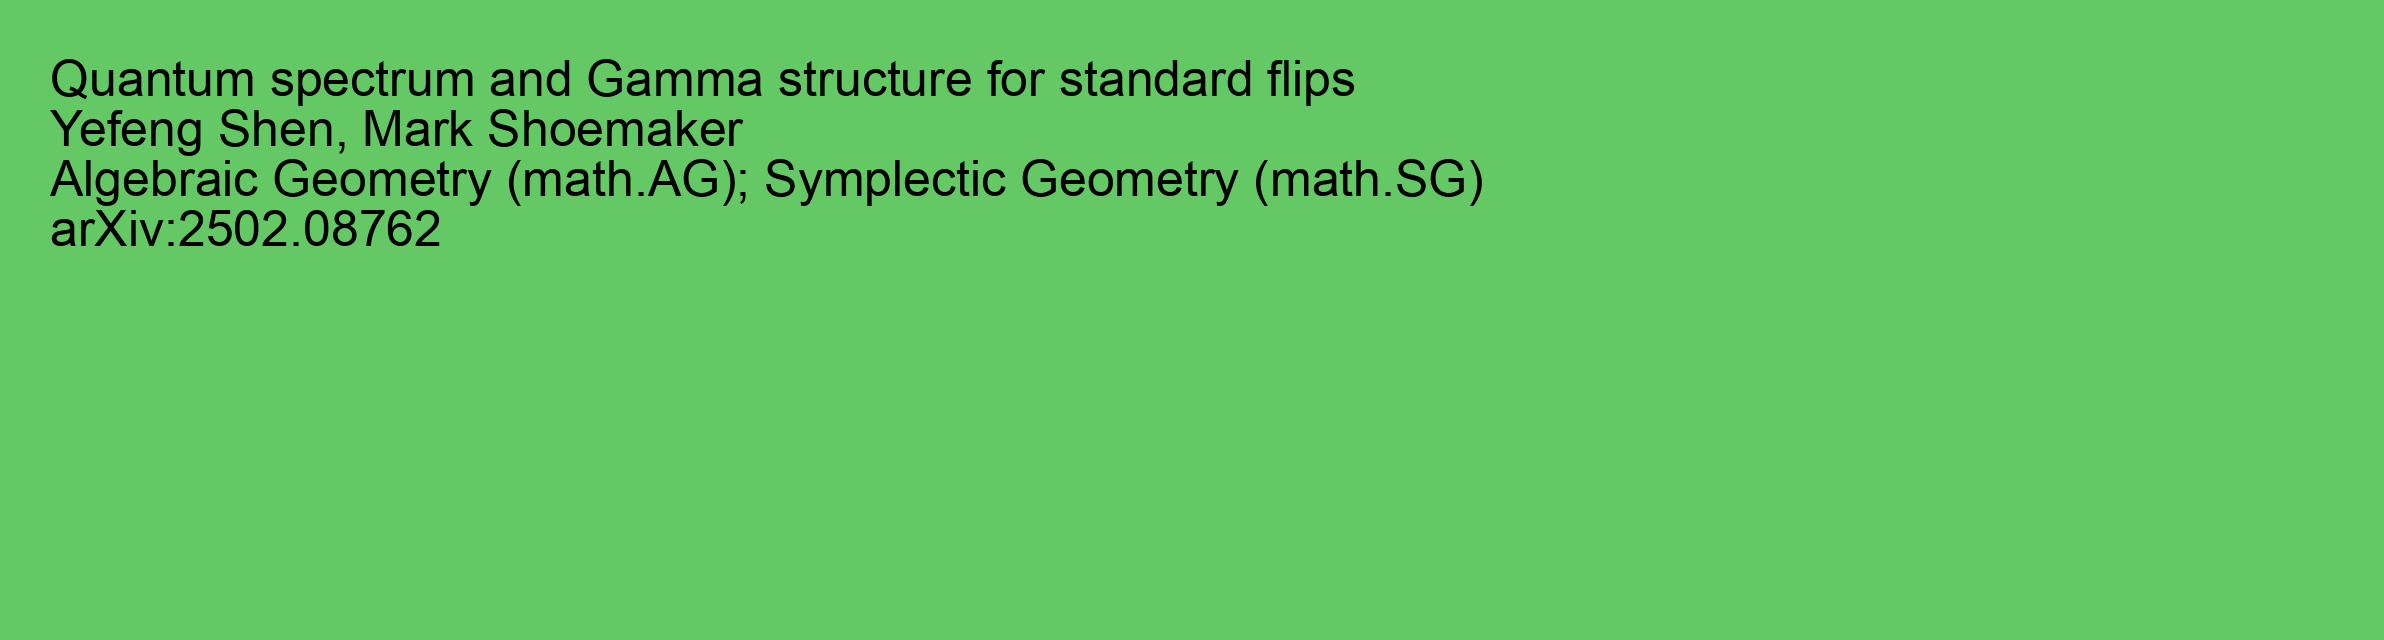 Quantum spectrum and Gamma structure for standard flips
Yefeng Shen, Mark Shoemaker
Algebraic Geometry (math.AG); Symplectic Geometry (math.SG)
arXiv:2502.08762